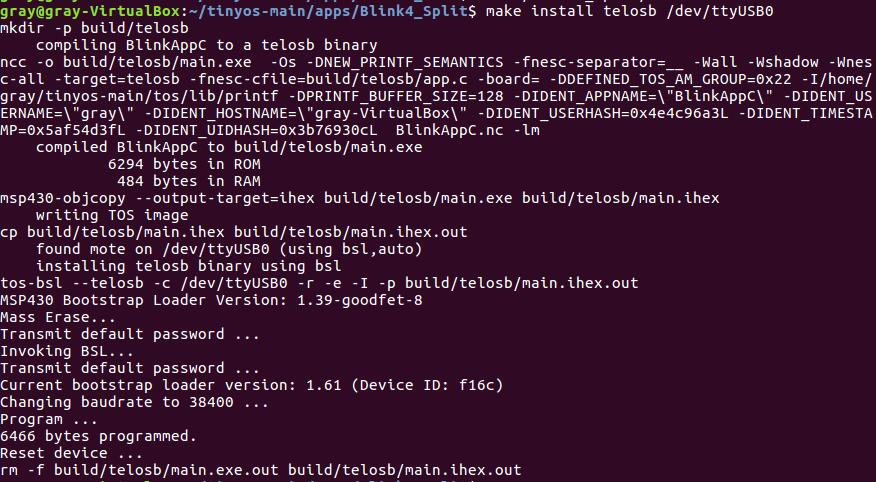 gray@gray-VirtualBox:~/tinyos-main/apps/Blink4_Split$ make install telosb /dev/ttyUSB0
mkdir -p build/telosb
    compiling BlinkAppC to a telosb binary
ncc -o build/telosb/main.exe  -Os -DNEW_PRINTF_SEMANTICS -fnesc-separator=__ -Wall -Wshadow -Wnes
c-all -target=telosb -fnesc-cfile=build/telosb/app.c -board= -DDEFINED_TOS_AM_GROUP=0x22 -I/home/
gray/tinyos-main/tos/lib/printf -DPRINTF_BUFFER_SIZE=128 -DIDENT_APPNAME=\"BlinkAppC\" -DIDENT_US
ERNAME=\"gray\" -DIDENT_HOSTNAME=\"gray-VirtualBox\" -DIDENT_USERHASH=0x4e4c96a3L -DIDENT_TIMESTA
MP=0x5af54d3fL -DIDENT_UIDHASH=0x3b76930cL  BlinkAppC.nc -lm
    compiled BlinkAppC to build/telosb/main.exe
            6294 bytes in ROM
             484 bytes in RAM
msp430-objcopy --output-target=ihex build/telosb/main.exe build/telosb/main.ihex
    writing TOS image
cp build/telosb/main.ihex build/telosb/main.ihex.out
    found mote on /dev/ttyUSB0 (using bsl,auto)
    installing telosb binary using bsl
tos-bsl --telosb -c /dev/ttyUSB0 -r -e -I -p build/telosb/main.ihex.out
MSP430 Bootstrap Loader Version: 1.39-goodfet-8
Mass Erase...
Transmit default password ...
Invoking BSL...
Transmit default password ...
Current bootstrap loader version: 1.61 (Device ID: f16c)
Changing baudrate to 38400 ...
Program ...
6466 bytes programmed.
Reset device ...
rm -f build/telosb/main.exe.out build/telosb/main.ihex.out